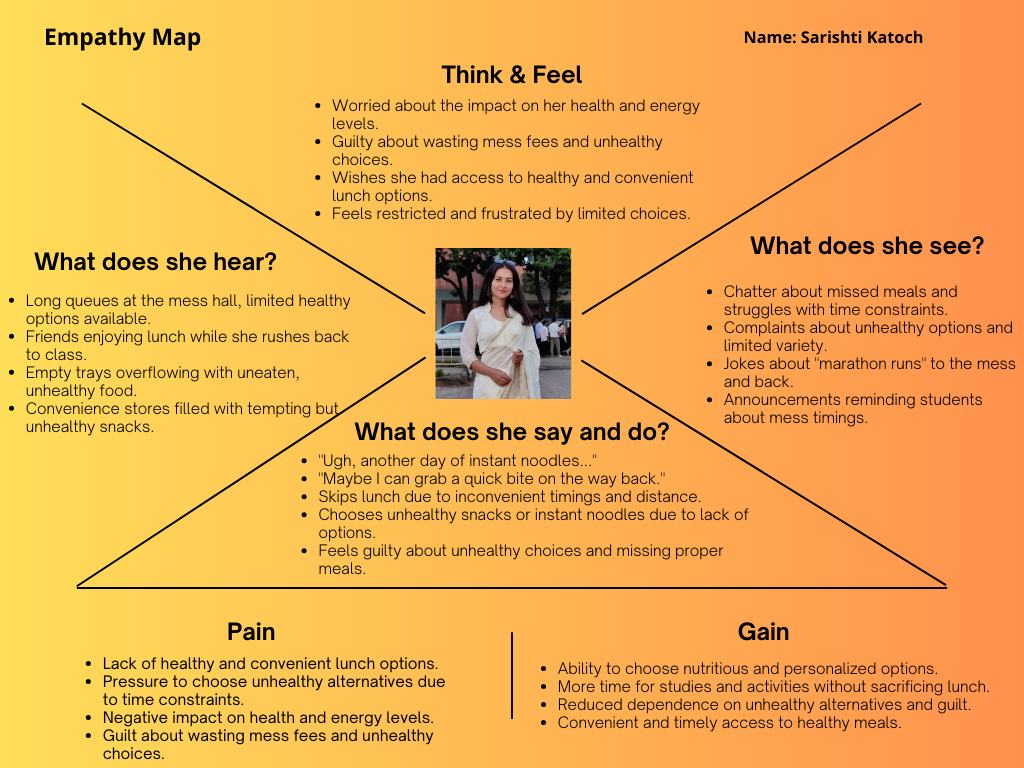 Empathy Map
Name: Sarishti Katoch
Think & Feel
• Worried about the impact on her health and energy
levels.
• Guilty about wasting mess fees and unhealthy
choices.
• Wishes she had access to healthy and convenient
lunch options.
• Feels restricted and frustrated by limited choices.
What does she hear?
• Long queues at the mess hall, limited healthy
options available.
• Friends enjoying lunch while she rushes back
to class.
• Empty trays overflowing with uneaten,
unhealthy food.
• Convenience stores filled with tempting but
unhealthy snacks.
What does she see?
• Chatter about missed meals and
struggles with time constraints.
• Complaints about unhealthy options and
limited variety.
• Jokes about "marathon runs" to the mess
and back.
• Announcements reminding students
about mess timings.
What does she say and do?
• "Ugh, another day of instant noodles..."
• "Maybe I can grab a quick bite on the way back."
• Skips lunch due to inconvenient timings and distance.
• Chooses unhealthy snacks or instant noodles due to lack of
options.
• Feels guilty about unhealthy choices and missing proper
meals.
Pain
• Lack of healthy and convenient lunch options.
• Pressure to choose unhealthy alternatives due
to time constraints.
• Negative impact on health and energy levels.
• Guilt about wasting mess fees and unhealthy
choices.
Gain
• Ability to choose nutritious and personalized options.
• More time for studies and activities without sacrificing lunch.
• Reduced dependence on unhealthy alternatives and guilt.
• Convenient and timely access to healthy meals.